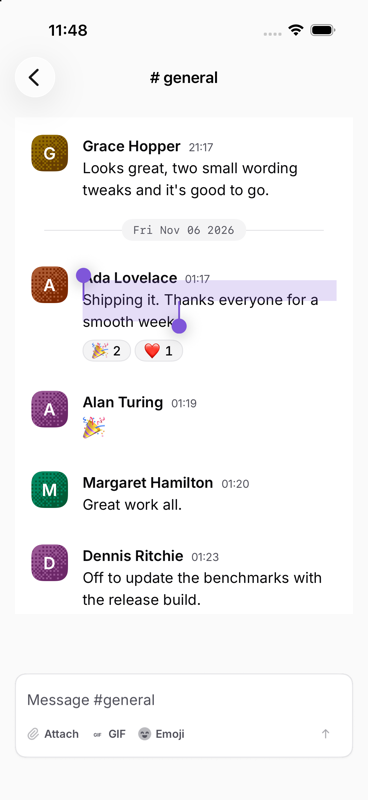 11:48
# general
G
Grace Hopper 21:17
Looks great, two small wording
tweaks and it's good to go.
Fri Nov 06 2026
A
Ada Lovelace 01:17
Shipping it. Thanks everyone for a
smooth week.
🎉 2 ❤️ 1
A
Alan Turing 01:19
🎉
M
Margaret Hamilton 01:20
Great work all.
D
Dennis Ritchie 01:23
Off to update the benchmarks with
the release build.
Message #general
Attach GIF GIF Emoji